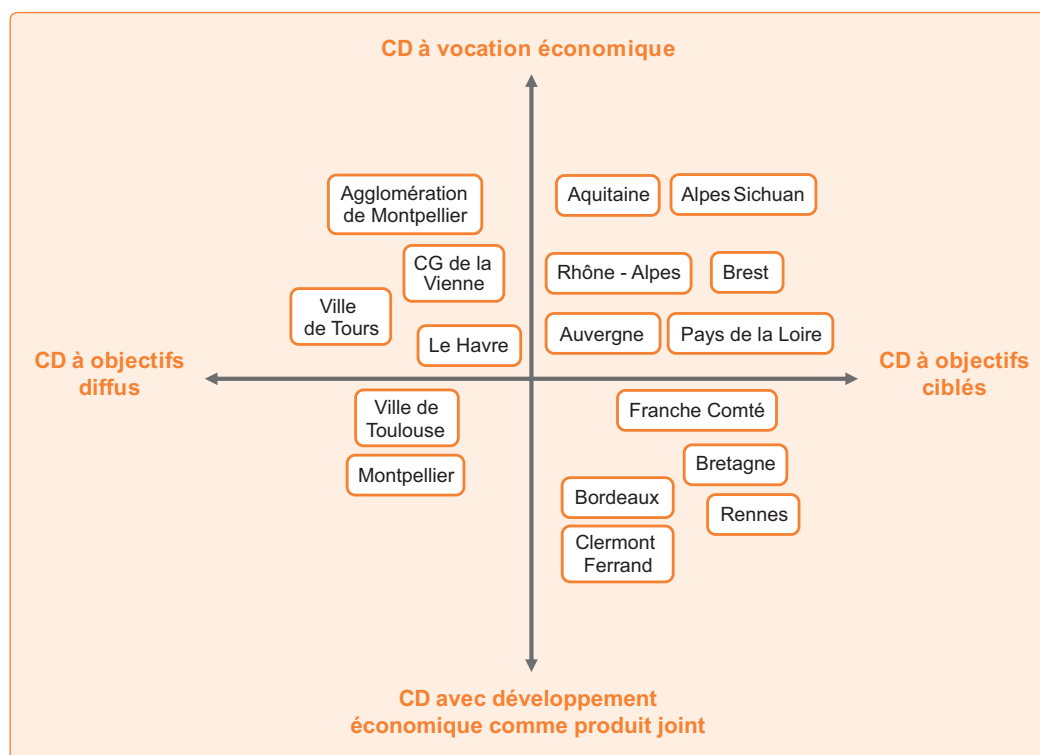 CD à vocation économique
Agglomération
de Montpellier
Aquitaine
Alpes Sichuan
CG de la
Vienne
Rhône - Alpes
Brest
Ville
de Tours
Le Havre
Auvergne
Pays de la Loire
CD à objectifs
diffus
CD à objectifs
ciblés
Ville de
Toulouse
Franche Comté
Montpellier
Bretagne
Bordeaux
Rennes
Clermont
Ferrand
CD avec développement
économique comme produit joint